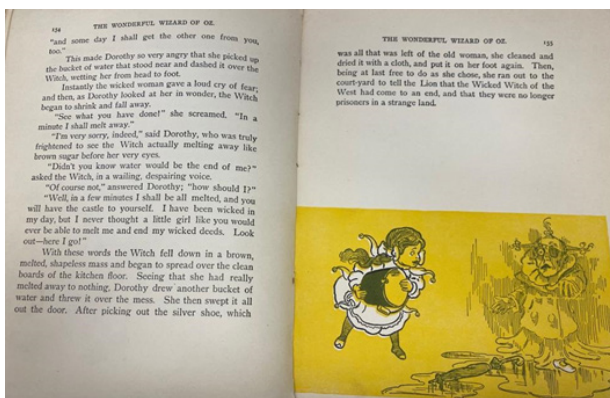 154
THE WONDERFUL WIZARD OF OZ.
"and some day I shall get the other one from you,
too."
This made Dorothy so very angry that she picked up
the bucket of water that stood near and dashed it over the
Witch, wetting her from head to foot.
Instantly the wicked woman gave a loud cry of fear;
and then, as Dorothy looked at her in wonder, the Witch
began to shrink and fall away.
"See what you have done!" she screamed. "In a
minute I shall melt away."
"I'm very sorry, indeed," said Dorothy, who was truly
frightened to see the Witch actually melting away like
brown sugar before her very eyes.
"Didn't you know water would be the end of me?"
asked the Witch, in a wailing, despairing voice.
"Of course not," answered Dorothy; "how should I?"
"Well, in a few minutes I shall be all melted, and you
will have the castle to yourself. I have been wicked in
my day, but I never thought a little girl like you would
ever be able to melt me and end my wicked deeds. Look
out—here I go!"
With these words the Witch fell down in a brown,
melted, shapeless mass and began to spread over the clean
boards of the kitchen floor. Seeing that she had really
melted away to nothing, Dorothy drew another bucket of
water and threw it over the mess. She then swept it all
out the door. After picking out the silver shoe, which
THE WONDERFUL WIZARD OF OZ.
155
was all that was left of the old woman, she cleaned and
dried it with a cloth, and put it on her foot again. Then,
being at last free to do as she chose, she ran out to the
court-yard to tell the Lion that the Wicked Witch of the
West had come to an end, and that they were no longer
prisoners in a strange land.